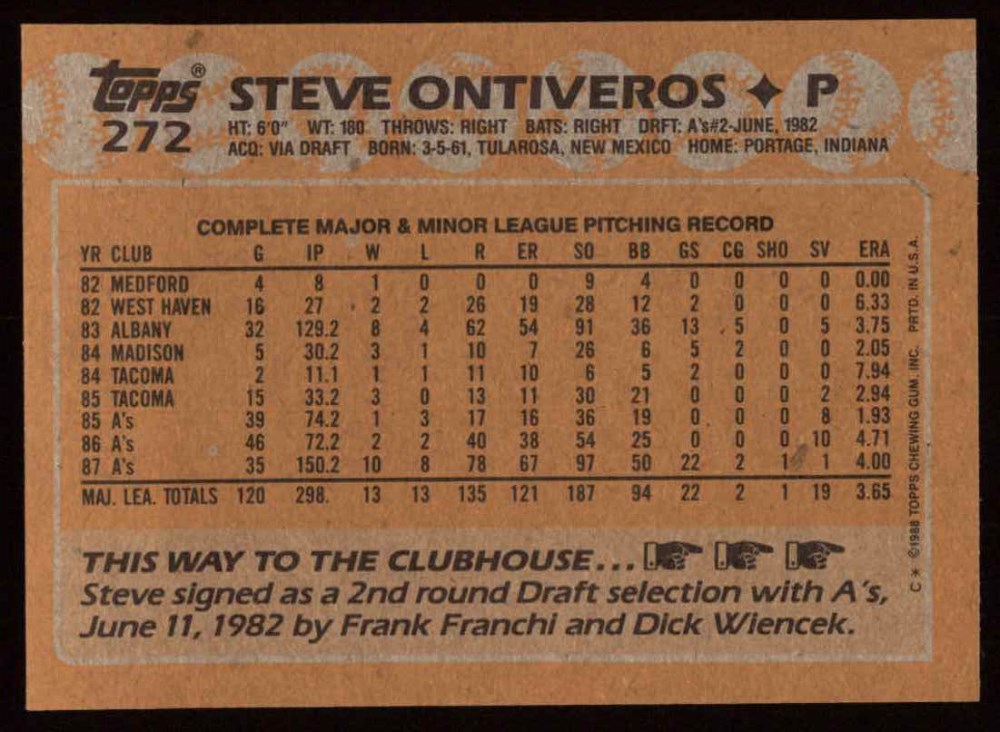 topps® STEVE ONTIVEROS ✦ P
272 HT: 6'0" WT: 180 THROWS: RIGHT BATS: RIGHT DRFT: A's#2-JUNE, 1982
ACQ: VIA DRAFT BORN: 3-5-61, TULAROSA, NEW MEXICO HOME: PORTAGE, INDIANA
COMPLETE MAJOR & MINOR LEAGUE PITCHING RECORD
YR CLUB G IP W L R ER SO BB GS CG SHO SV ERA
82 MEDFORD 4 8 1 0 0 0 9 4 0 0 0 0 0.00
82 WEST HAVEN 16 27 2 2 26 19 28 12 2 0 0 0 6.33
83 ALBANY 32 129.2 8 4 62 54 91 36 13 5 0 5 3.75
84 MADISON 5 30.2 3 1 10 7 26 6 5 2 0 0 2.05
84 TACOMA 2 11.1 1 1 11 10 6 5 2 0 0 0 7.94
85 TACOMA 15 33.2 3 0 13 11 30 21 0 0 0 2 2.94
85 A's 39 74.2 1 3 17 16 36 19 0 0 0 8 1.93
86 A's 46 72.2 2 2 40 38 54 25 0 0 0 10 4.71
87 A's 35 150.2 10 8 78 67 97 50 22 2 1 1 4.00
MAJ. LEA. TOTALS 120 298. 13 13 135 121 187 94 22 2 1 19 3.65
THIS WAY TO THE CLUBHOUSE...
Steve signed as a 2nd round Draft selection with A's,
June 11, 1982 by Frank Franchi and Dick Wiencek.
C * ©1988 TOPPS CHEWING GUM, INC. PRTD. IN U.S.A.